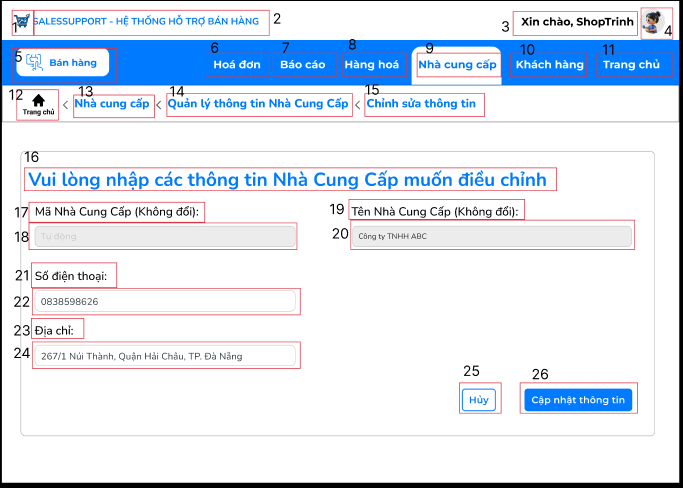 1 SALESSUPPORT - HỆ THỐNG HỖ TRỢ BÁN HÀNG 2
3 Xin chào, ShopTrinh 4
5 Bán hàng 6 Hoá đơn 7 Báo cáo 8 Hàng hoá 9 Nhà cung cấp 10 Khách hàng 11 Trang chủ
12 Trang chủ < 13 Nhà cung cấp < 14 Quản lý thông tin Nhà Cung Cấp < 15 Chỉnh sửa thông tin
16
Vui lòng nhập các thông tin Nhà Cung Cấp muốn điều chỉnh
17 Mã Nhà Cung Cấp (Không đổi): 19 Tên Nhà Cung Cấp (Không đổi):
18 Tự động 20 Công ty TNHH ABC
21 Số điện thoại:
22 0838598626
23 Địa chỉ:
24 267/1 Núi Thành, Quận Hải Châu, TP. Đà Nẵng
25 26
Hủy Cập nhật thông tin